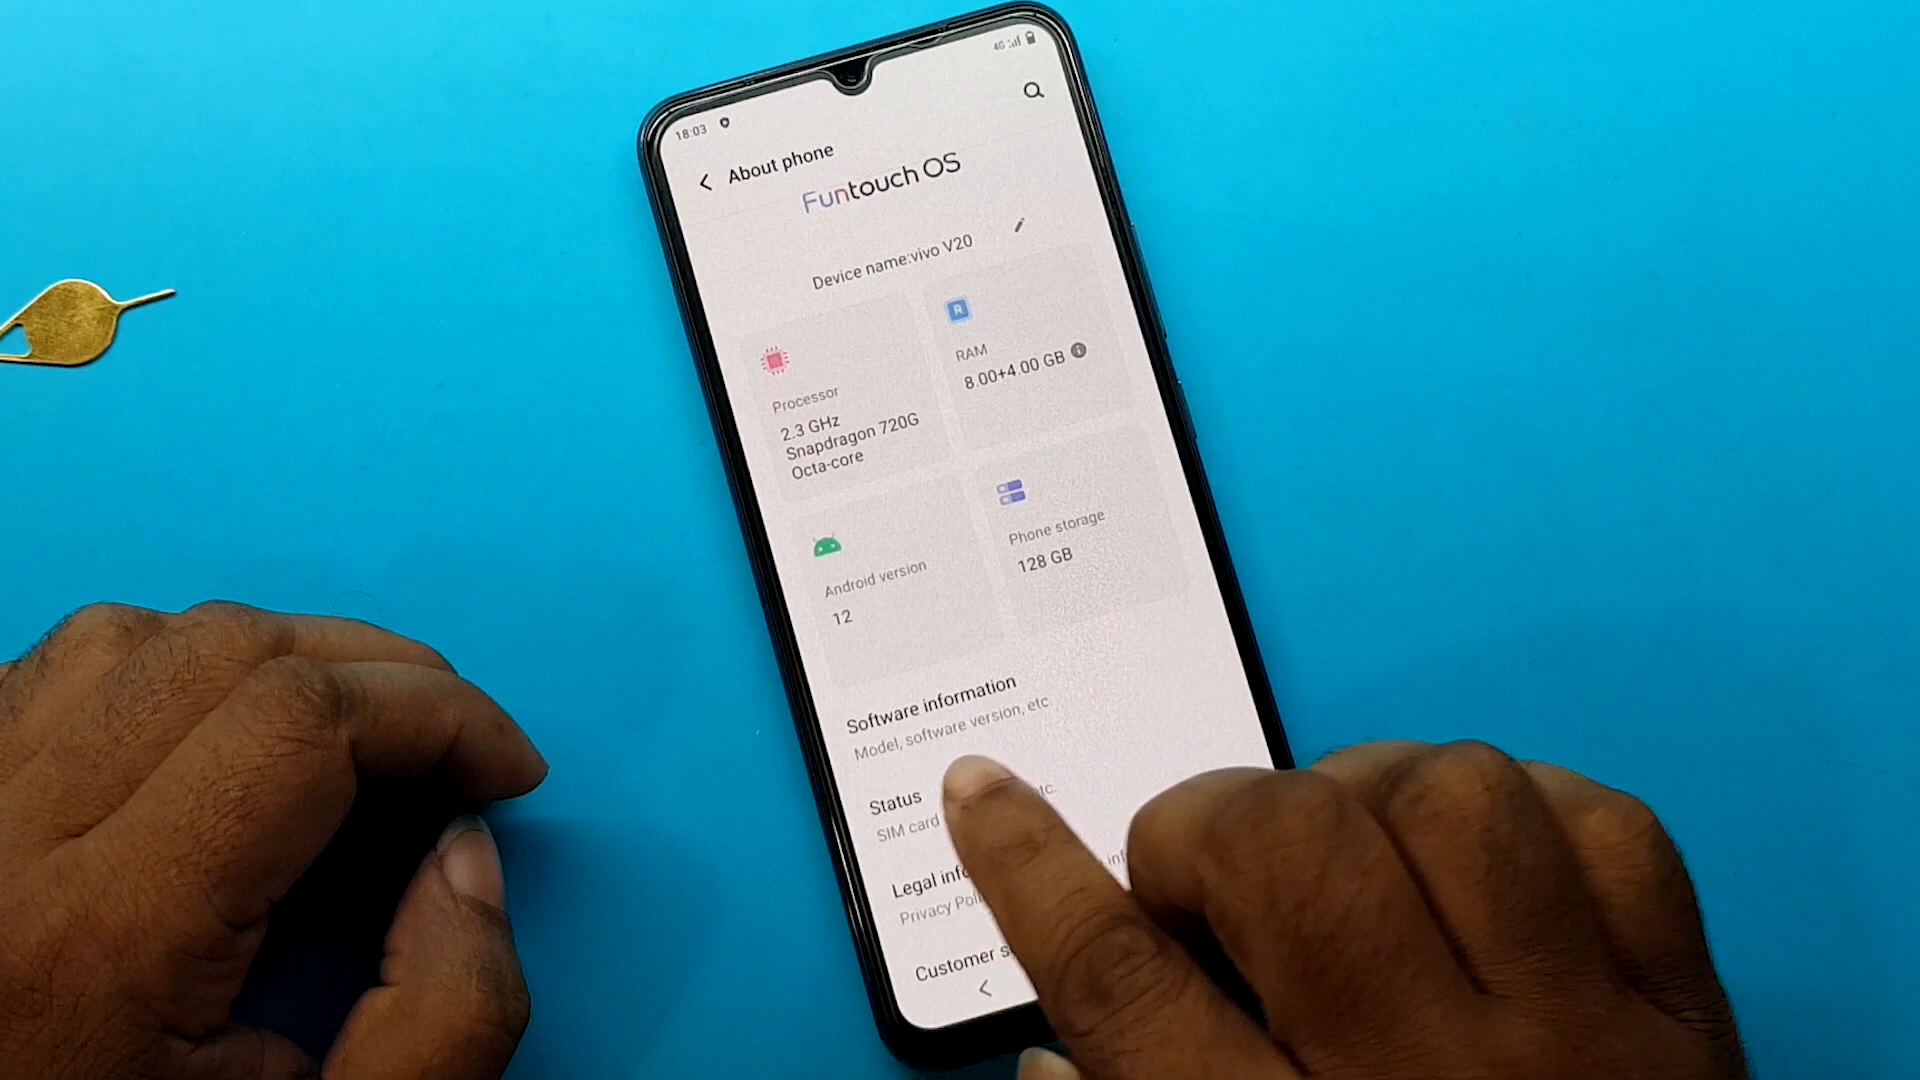 18:03
4G
About phone
Funtouch OS
Device name:vivo V20
Processor
2.3 GHz
Snapdragon 720G
Octa-core
R
RAM
8.00+4.00 GB
Android version
12
Phone storage
128 GB
Software information
Model, software version, etc
Status
SIM card
etc.
Legal
Customer